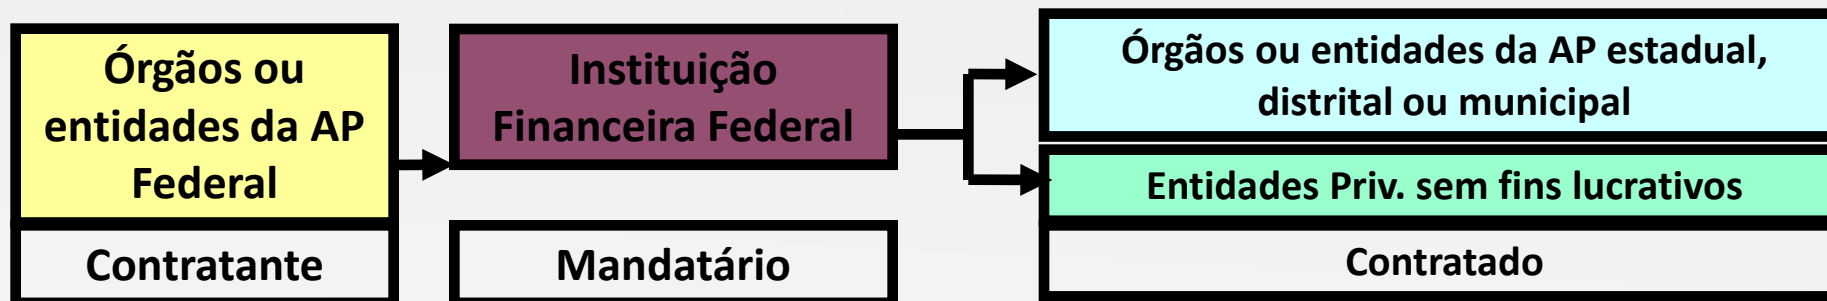 Órgãos ou
entidades da AP
Federal
Contratante
Instituição
Financeira Federal
Mandatário
Órgãos ou entidades da AP estadual,
distrital ou municipal
Entidades Priv. sem fins lucrativos
Contratado